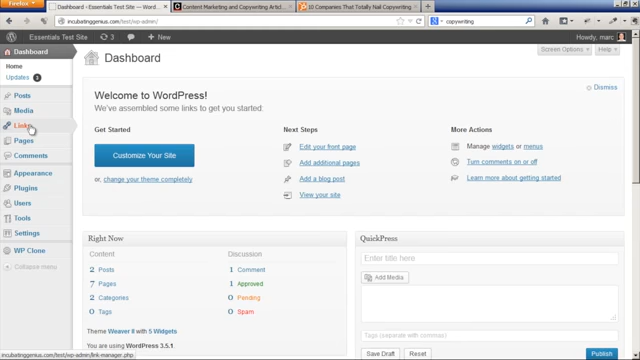 Firefox
Dashboard ‹ Essentials Test Site — Wor...
Content Marketing and Copywriting Artic...
10 Companies That Totally Nail Copywriting
incubatinggenius.com/test/wp-admin/
copywriting
Essentials Test Site
3
+ New
Howdy, marc
Dashboard
Home
Updates 3
Posts
Media
Links
Pages
Comments
Appearance
Plugins
Users
Tools
Settings
WP Clone
Collapse menu
Screen Options
Help
Dashboard
Dismiss
Welcome to WordPress!
We've assembled some links to get you started:
Get Started
Next Steps
More Actions
Customize Your Site
or, change your theme completely
Edit your front page
Add additional pages
Add a blog post
View your site
Manage widgets or menus
Turn comments on or off
Learn more about getting started
Right Now
Content
Discussion
2 Posts
1 Comment
7 Pages
1 Approved
2 Categories
0 Pending
0 Tags
0 Spam
Theme Weaver II with 5 Widgets
You are using WordPress 3.5.1.
QuickPress
Enter title here
Add Media
Tags (separate with commas)
Save Draft
Reset
Publish
incubatinggenius.com/test/wp-admin/link-manager.php